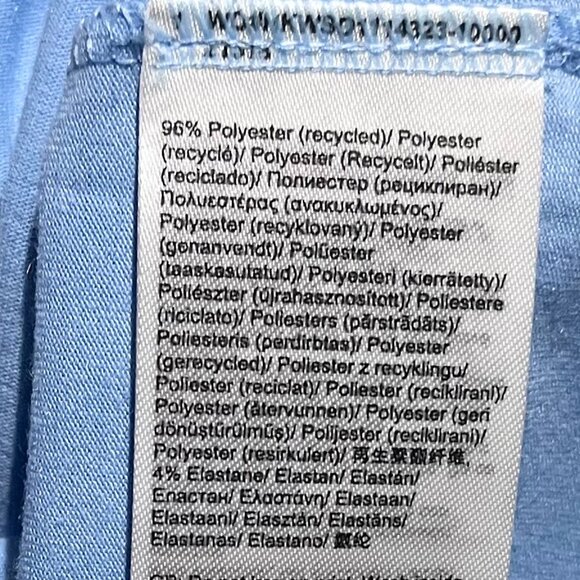 96% Polyester (recycled)/ Polyester
(recyclé)/ Polyester (Recycelt)/ Poliéster
(reciclado)/ Полиестер (рециклиран)/
Πολυεστέρας (ανακυκλωμένος)/
Polyester (recyklovaný)/ Polyester
(genanvendt)/ Polüester
(taaskasutatud)/ Polyesteri (kierrätetty)/
Poliészter (újrahasznosított)/ Poliestere
(riciclato)/ Poliesters (pārstrādāts)/
Poliesteris (perdirbtas)/ Polyester
(gerecycled)/ Poliester z recyklingu/
Poliester (reciclat)/ Poliester (reciklirani)/
Polyester (återvunnen)/ Polyester (geri
dönüştürülmüş)/ Polijester (reciklirani)/
Polyester (resirkulert)/ 再生聚酯纤维,
4% Elastane/ Elastan/ Elastán/
Еластан/ Ελαστάνη/ Elastaan/
Elastaani/ Elasztán/ Elastāns/
Elastanas/ Elastano/ 氨纶